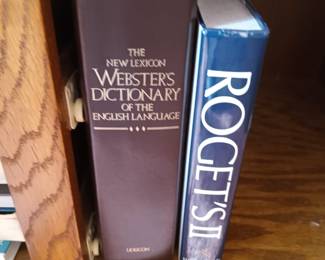 THE
NEW LEXICON
WEBSTER'S
DICTIONARY
OF THE
ENGLISH LANGUAGE
LEXICON
ROGET'S II